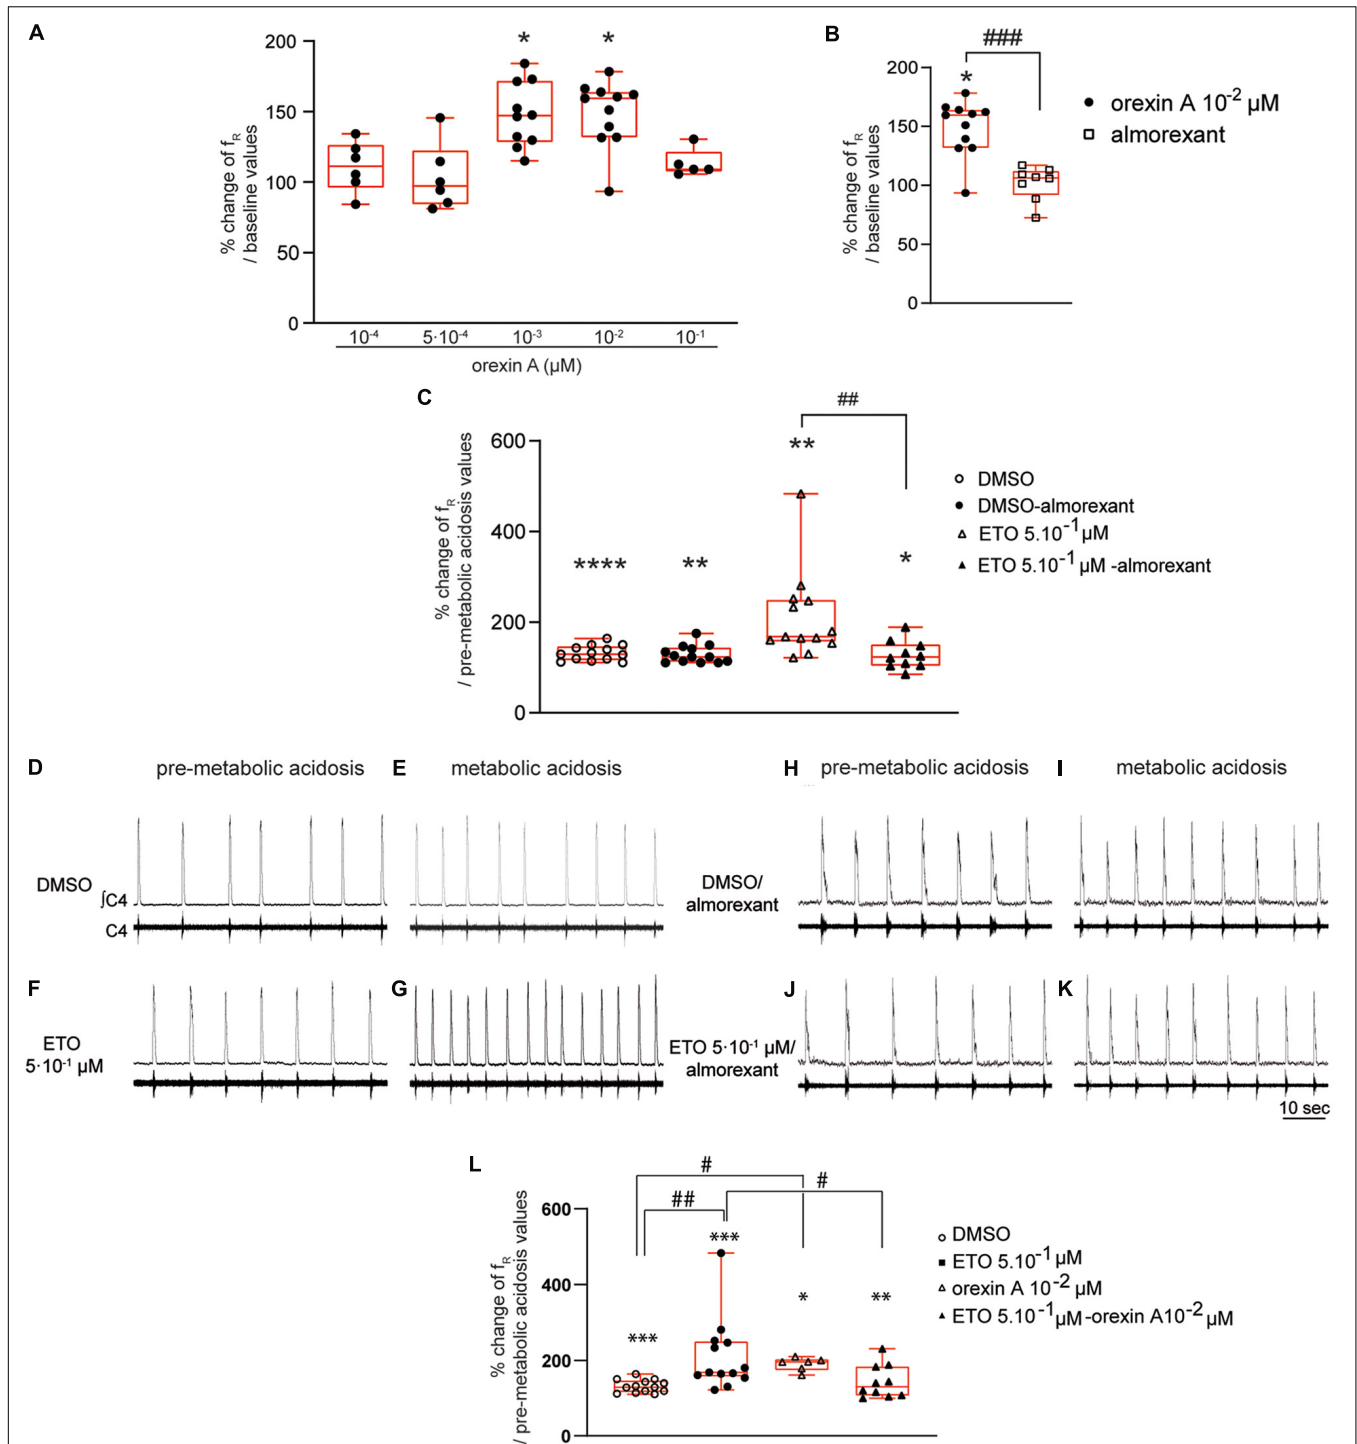 A
200
150
100
50
0
% change of fR
/ baseline values
*
*
10-4
5·10-4
10-3
10-2
10-1
orexin A (µM)
B
###
*
200
150
100
50
0
% change of fR
/ baseline values
orexin A 10-2 µM
almorexant
C
##
600
400
200
0
% change of fR
/ pre-metabolic acidosis values
****
**
**
*
DMSO
DMSO-almorexant
ETO 5.10-1 µM
ETO 5.10-1 µM -almorexant
D
pre-metabolic acidosis
E
metabolic acidosis
H
pre-metabolic acidosis
I
metabolic acidosis
DMSO
∫C4
C4
DMSO/
almorexant
F
G
J
K
ETO
5·10-1 µM
ETO 5·10-1 µM/
almorexant
10 sec
L
#
##
#
600
400
200
0
% change of fR
/ pre-metabolic acidosis values
***
***
*
**
DMSO
ETO 5.10-1 µM
orexin A 10-2 µM
ETO 5.10-1 µM-orexin A10-2 µM